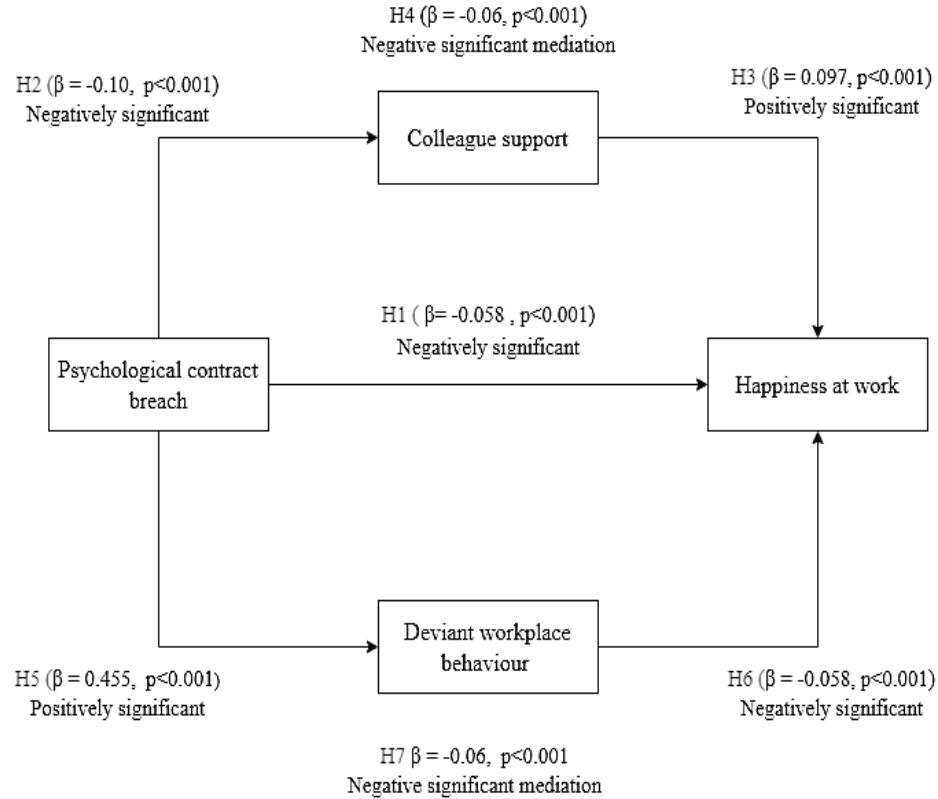 H4 (β = -0.06, p<0.001)
Negative significant mediation
H2 (β = -0.10, p<0.001)
Negatively significant
H3 (β = 0.097, p<0.001)
Positively significant
Colleague support
H1 ( β= -0.058 , p<0.001)
Negatively significant
Psychological contract
breach
Happiness at work
Deviant workplace
behaviour
H5 (β = 0.455, p<0.001)
Positively significant
H6 (β = -0.058, p<0.001)
Negatively significant
H7 β = -0.06, p<0.001
Negative significant mediation